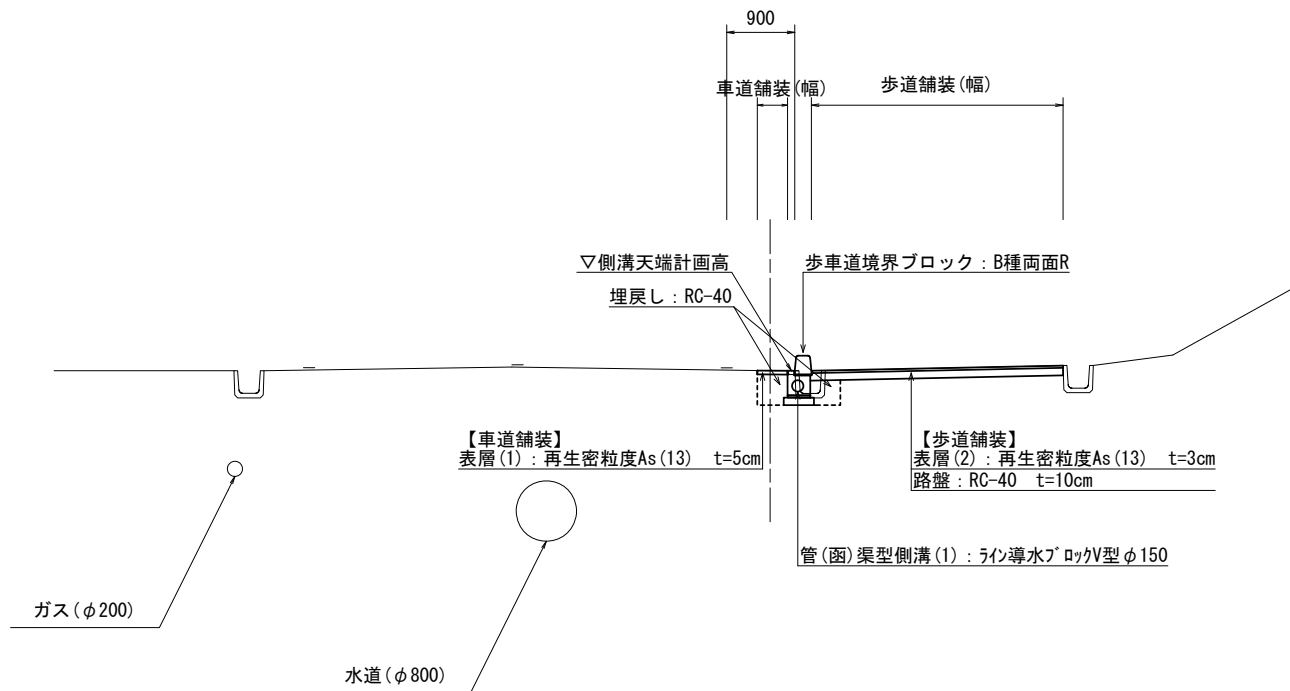 900
車道舗装(幅)
歩道舗装(幅)
▽側溝天端計画高
歩車道境界ブロック：B種両面R
埋戻し：RC-40
【車道舗装】
表層(1)：再生密粒度As(13)　t=5cm
【歩道舗装】
表層(2)：再生密粒度As(13)　t=3cm
路盤：RC-40　t=10cm
管(函)渠型側溝(1)：ﾗｲﾝ導水ﾌﾞﾛｯｸV型φ150
ガス(φ200)
水道(φ800)